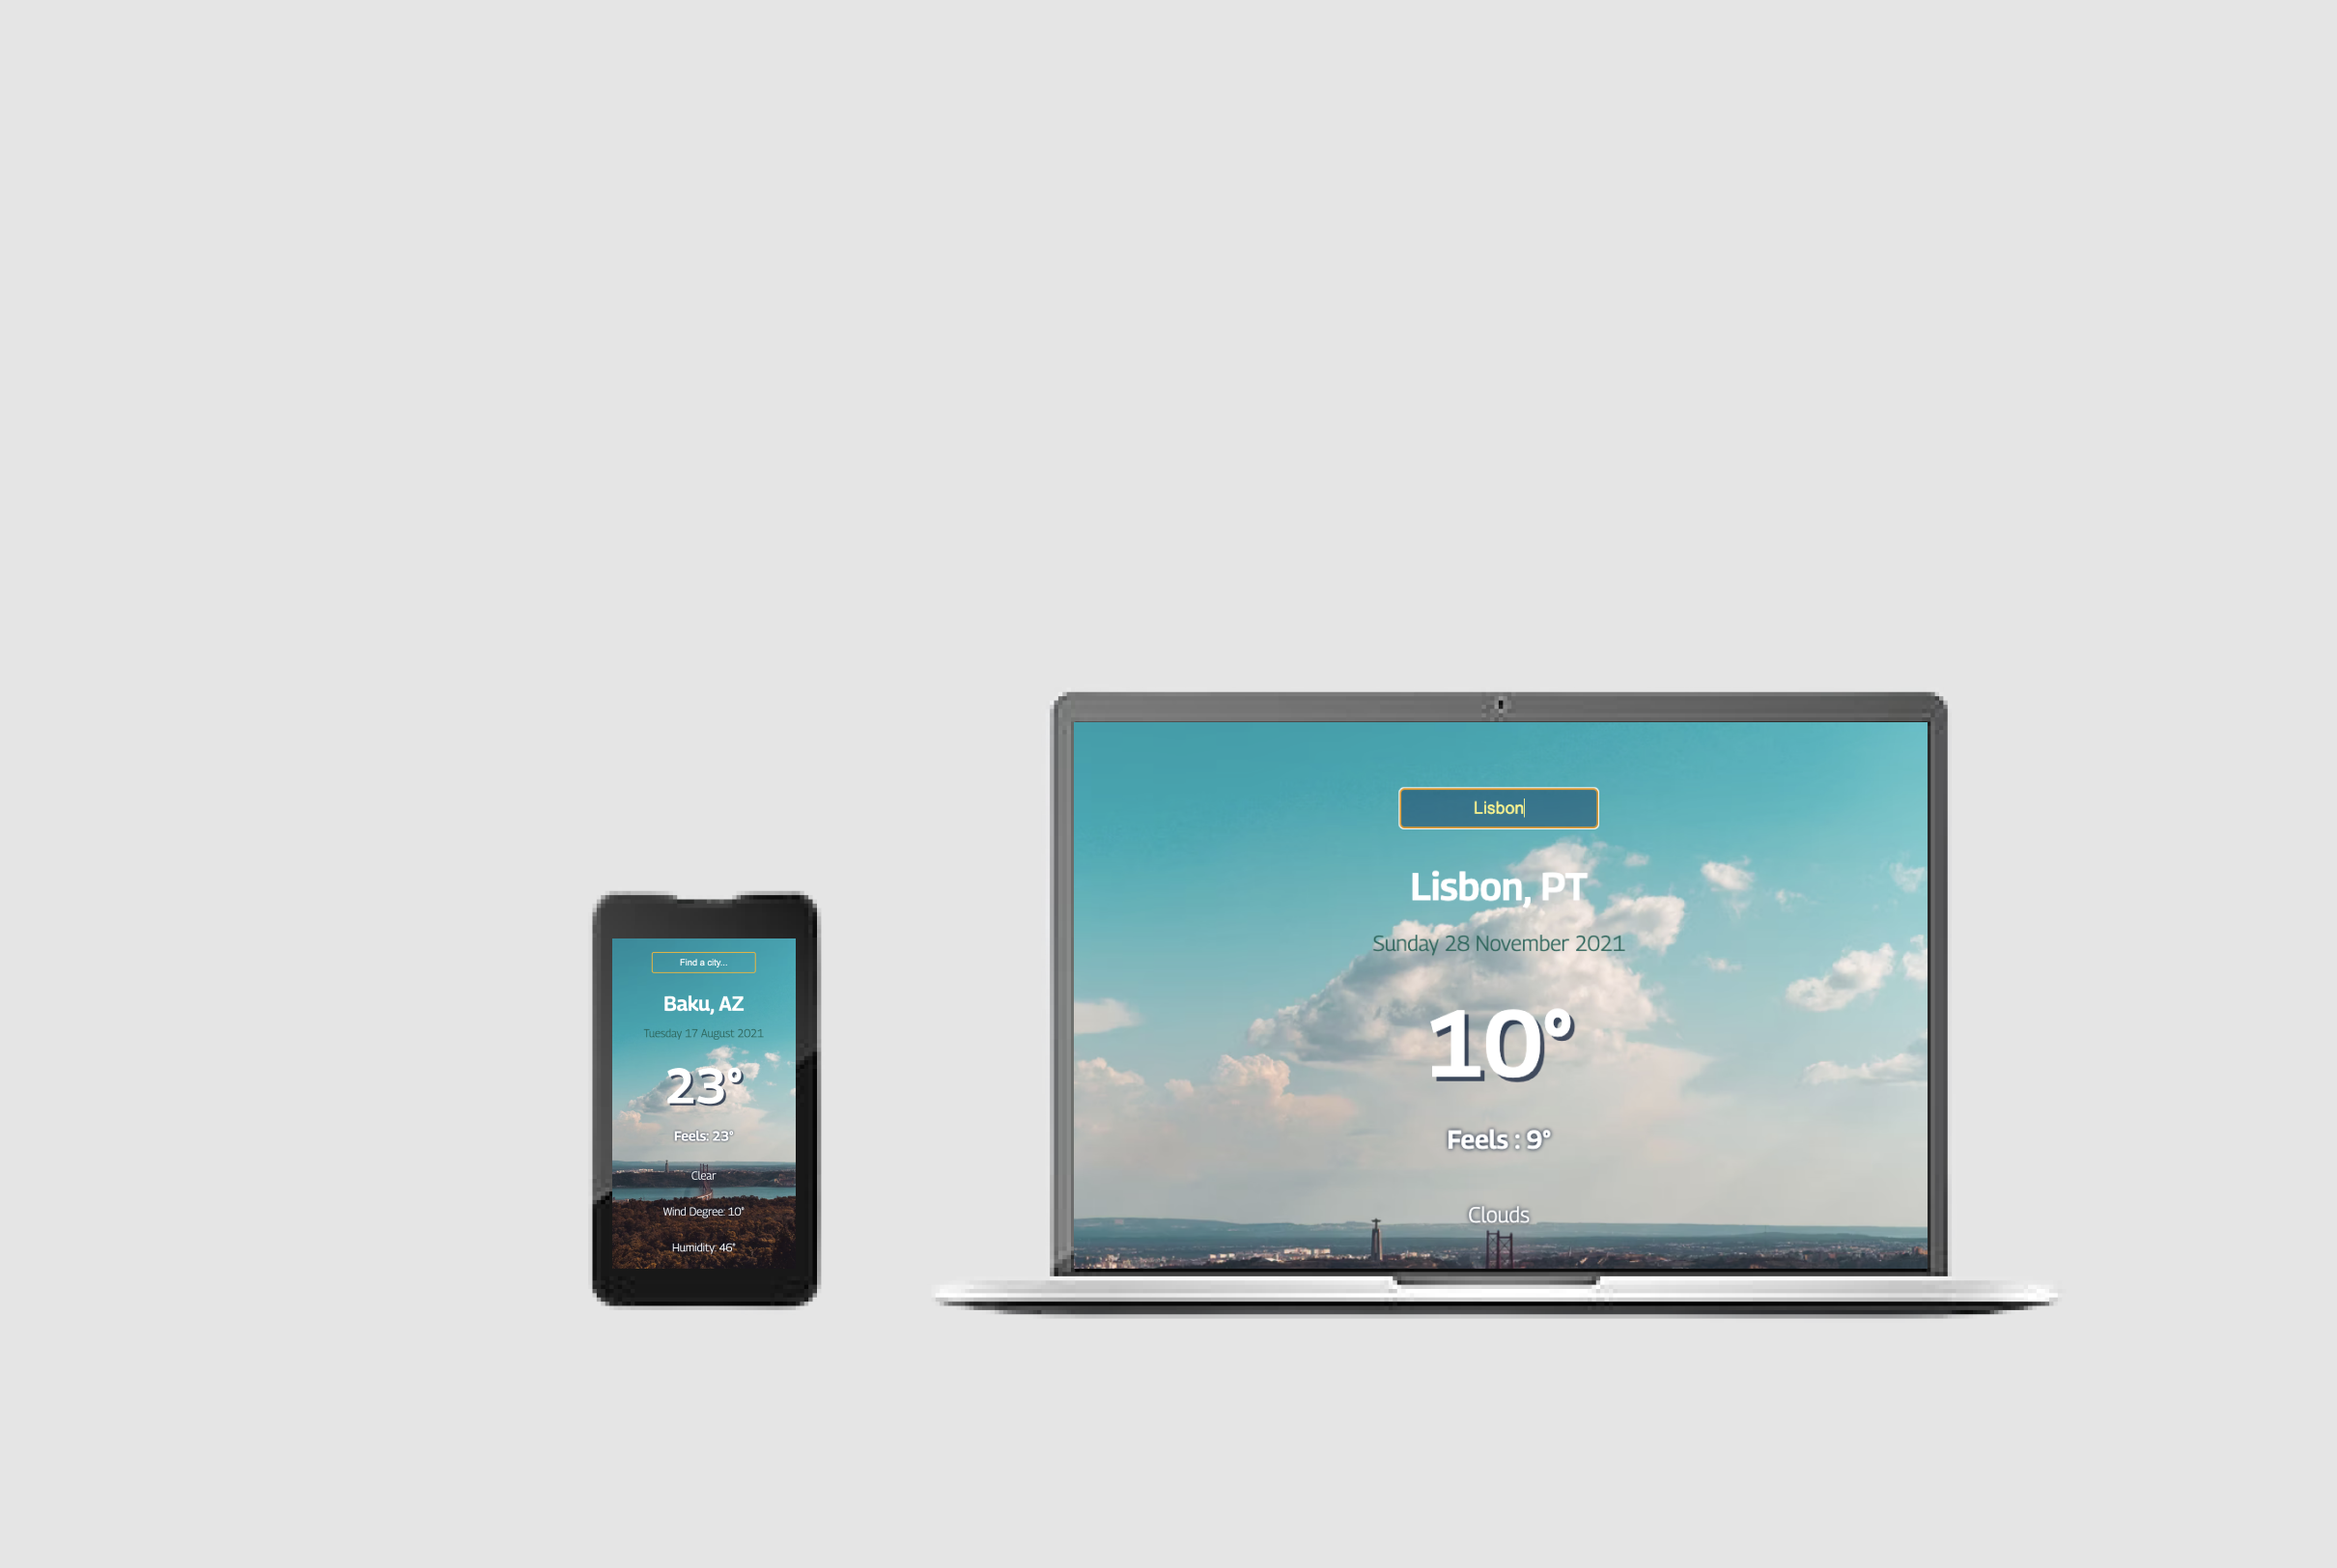 Find a city...
Baku, AZ
Tuesday 17 August 2021
23°
Feels: 23°
Clear
Wind Degree: 10°
Humidity: 46°
Lisbon
Lisbon, PT
Sunday 28 November 2021
10°
Feels : 9°
Clouds